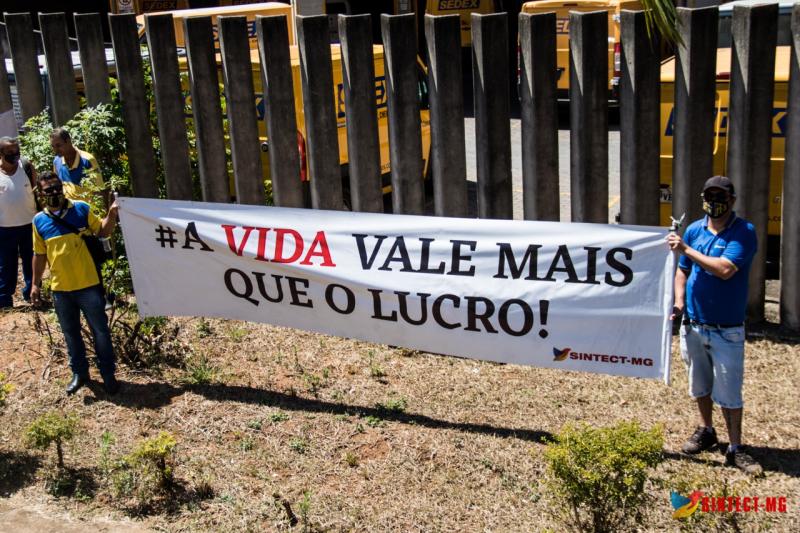 SEDEX
SEDEX
#A VIDA VALE MAIS
QUE O LUCRO!
SINTECT-MG
SINTECT-MG